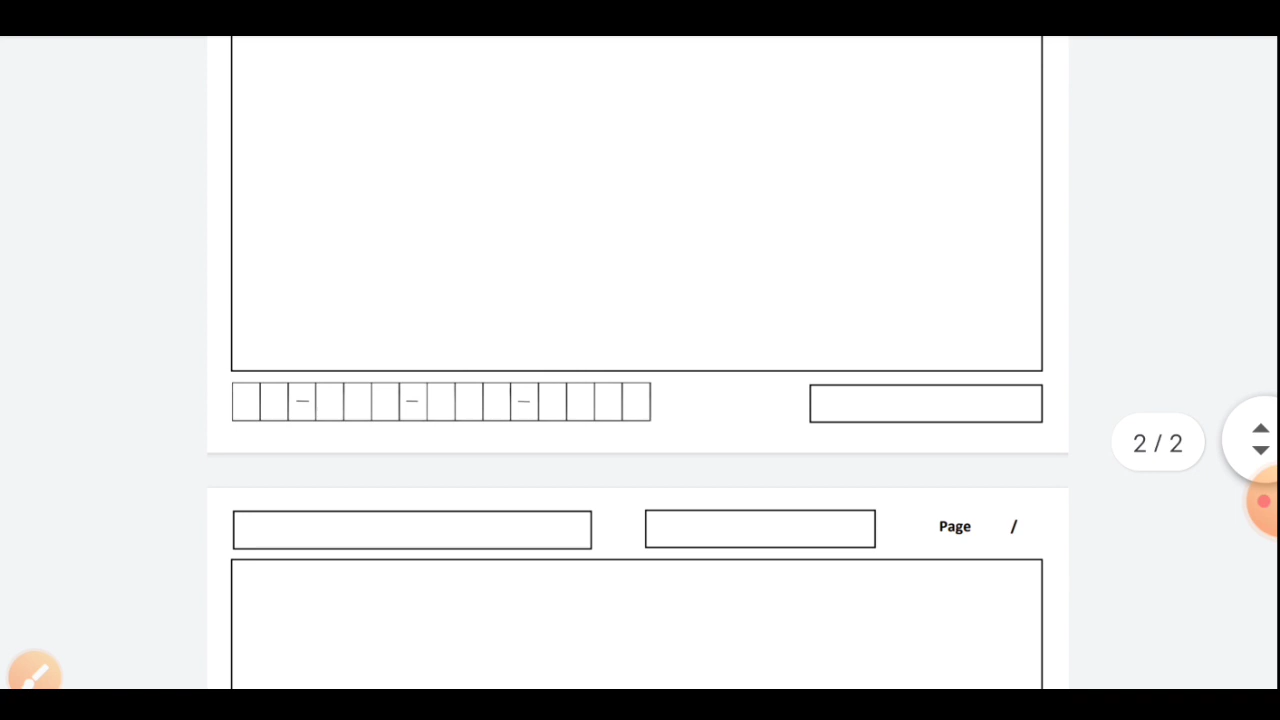 – – –
2 / 2
Page /